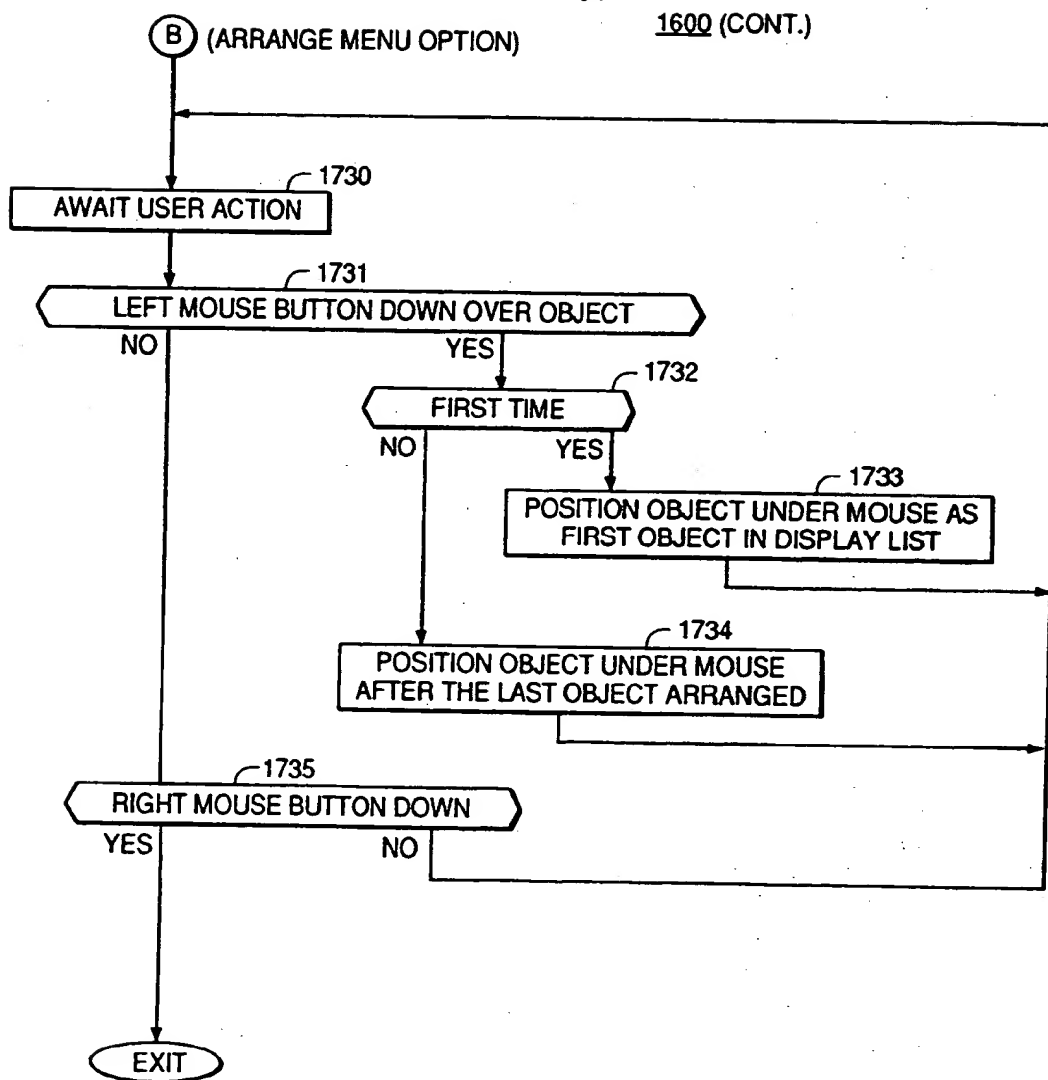 B (ARRANGE MENU OPTION)
1600 (CONT.)
1730
AWAIT USER ACTION
1731
LEFT MOUSE BUTTON DOWN OVER OBJECT
NO
YES
1732
FIRST TIME
NO
YES
1733
POSITION OBJECT UNDER MOUSE AS
FIRST OBJECT IN DISPLAY LIST
1734
POSITION OBJECT UNDER MOUSE
AFTER THE LAST OBJECT ARRANGED
1735
RIGHT MOUSE BUTTON DOWN
YES
NO
EXIT